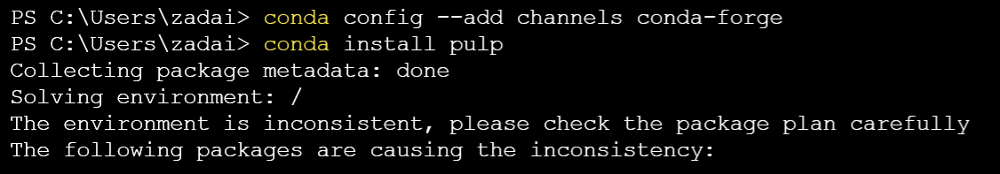 PS C:\Users\zadai> conda config --add channels conda-forge
PS C:\Users\zadai> conda install pulp
Collecting package metadata: done
Solving environment: /
The environment is inconsistent, please check the package plan carefully
The following packages are causing the inconsistency: